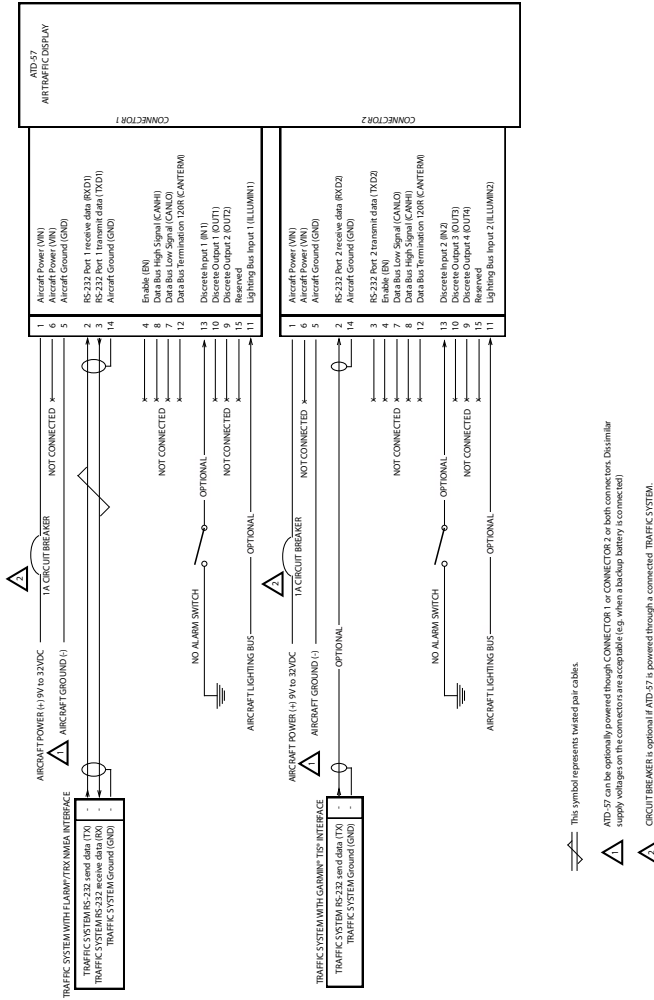 ATD-57
AIR TRAFFIC DISPLAY
CONNECTOR 1
1 Aircraft Power (VIN)
6 Aircraft Power (VIN)
5 Aircraft Ground (GND)
2 RS-232 Port 1 receive data (RXD1)
3 RS-232 Port 1 transmit data (TXD1)
14 Aircraft Ground (GND)
4 Enable (EN)
8 Data Bus High Signal (CANHI)
7 Data Bus Low Signal (CANLO)
12 Data Bus Termination 120R (CANTERM)
13 Discrete Input 1 (IN1)
10 Discrete Output 1 (OUT1)
9 Discrete Output 2 (OUT2)
15 Reserved
11 Lighting Bus Input 1 (ILLUMIN1)
CONNECTOR 2
1 Aircraft Power (VIN)
6 Aircraft Power (VIN)
5 Aircraft Ground (GND)
2 RS-232 Port 2 receive data (RXD2)
14 Aircraft Ground (GND)
3 RS-232 Port 2 transmit data (TXD2)
4 Enable (EN)
7 Data Bus Low Signal (CANLO)
8 Data Bus High Signal (CANHI)
12 Data Bus Termination 120R (CANTERM)
13 Discrete Input 2 (IN2)
10 Discrete Output 3 (OUT3)
9 Discrete Output 4 (OUT4)
15 Reserved
11 Lighting Bus Input 2 (ILLUMIN2)
AIRCRAFT POWER (+) 9V to 32VDC
2
1A CIRCUIT BREAKER
NOT CONNECTED
1
AIRCRAFT GROUND (-)
NOT CONNECTED
NO ALARM SWITCH
OPTIONAL
NOT CONNECTED
AIRCRAFT LIGHTING BUS
OPTIONAL
AIRCRAFT POWER (+) 9V to 32VDC
2
1A CIRCUIT BREAKER
NOT CONNECTED
1
AIRCRAFT GROUND (-)
OPTIONAL
NOT CONNECTED
NO ALARM SWITCH
OPTIONAL
NOT CONNECTED
AIRCRAFT LIGHTING BUS
OPTIONAL
TRAFFIC SYSTEM WITH FLARM®/TRX NMEA INTERFACE
TRAFFIC SYSTEM RS-232 send data (TX) -
TRAFFIC SYSTEM RS-232 receive data (RX) -
TRAFFIC SYSTEM Ground (GND) -
TRAFFIC SYSTEM WITH GARMIN® TIS® INTERFACE
TRAFFIC SYSTEM RS-232 send data (TX) -
TRAFFIC SYSTEM Ground (GND) -
This symbol represents twisted pair cables.
1
ATD-57 can be optionally powered though CONNECTOR 1 or CONNECTOR 2 or both connectors. Dissimilar
supply voltages on the connectors are acceptable (e.g. when a backup battery is connected)
2
CIRCUIT BREAKER is optional if ATD-57 is powered through a connected TRAFFIC SYSTEM.